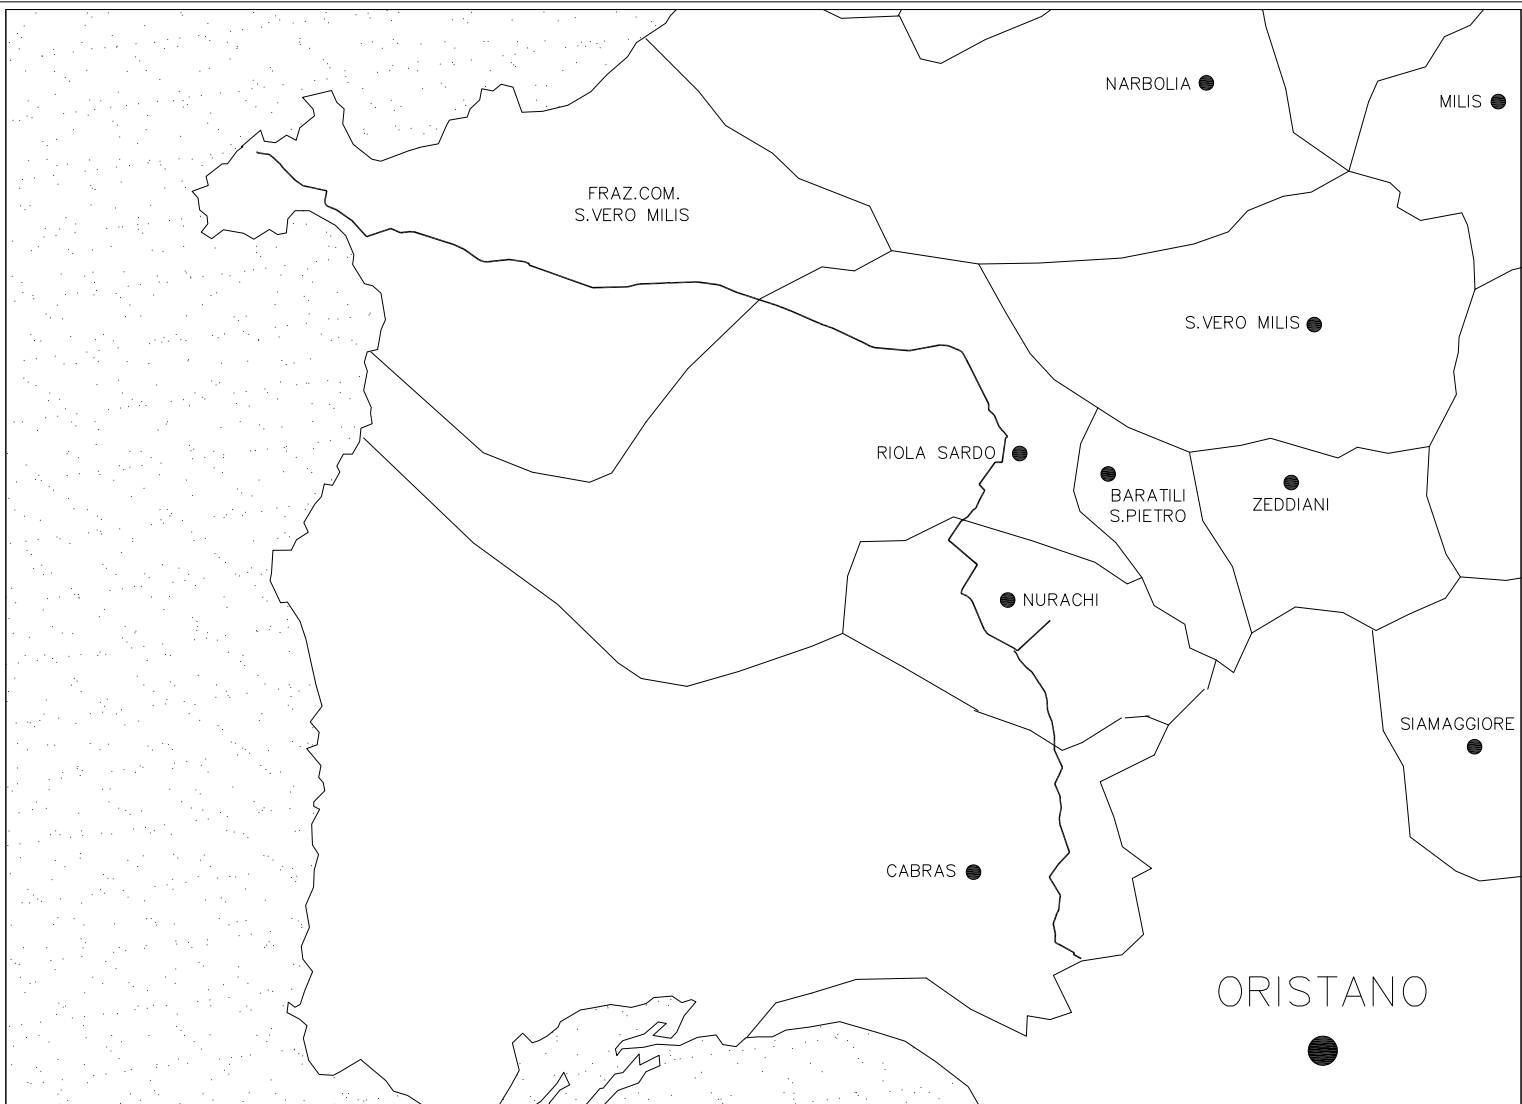 NARBOLIA
MILIS
FRAZ.COM.
S.VERO MILIS
S.VERO MILIS
RIOLA SARDO
BARATILI
S.PIETRO
ZEDDIANI
NURACHI
SIAMAGGIORE
CABRAS
ORISTANO